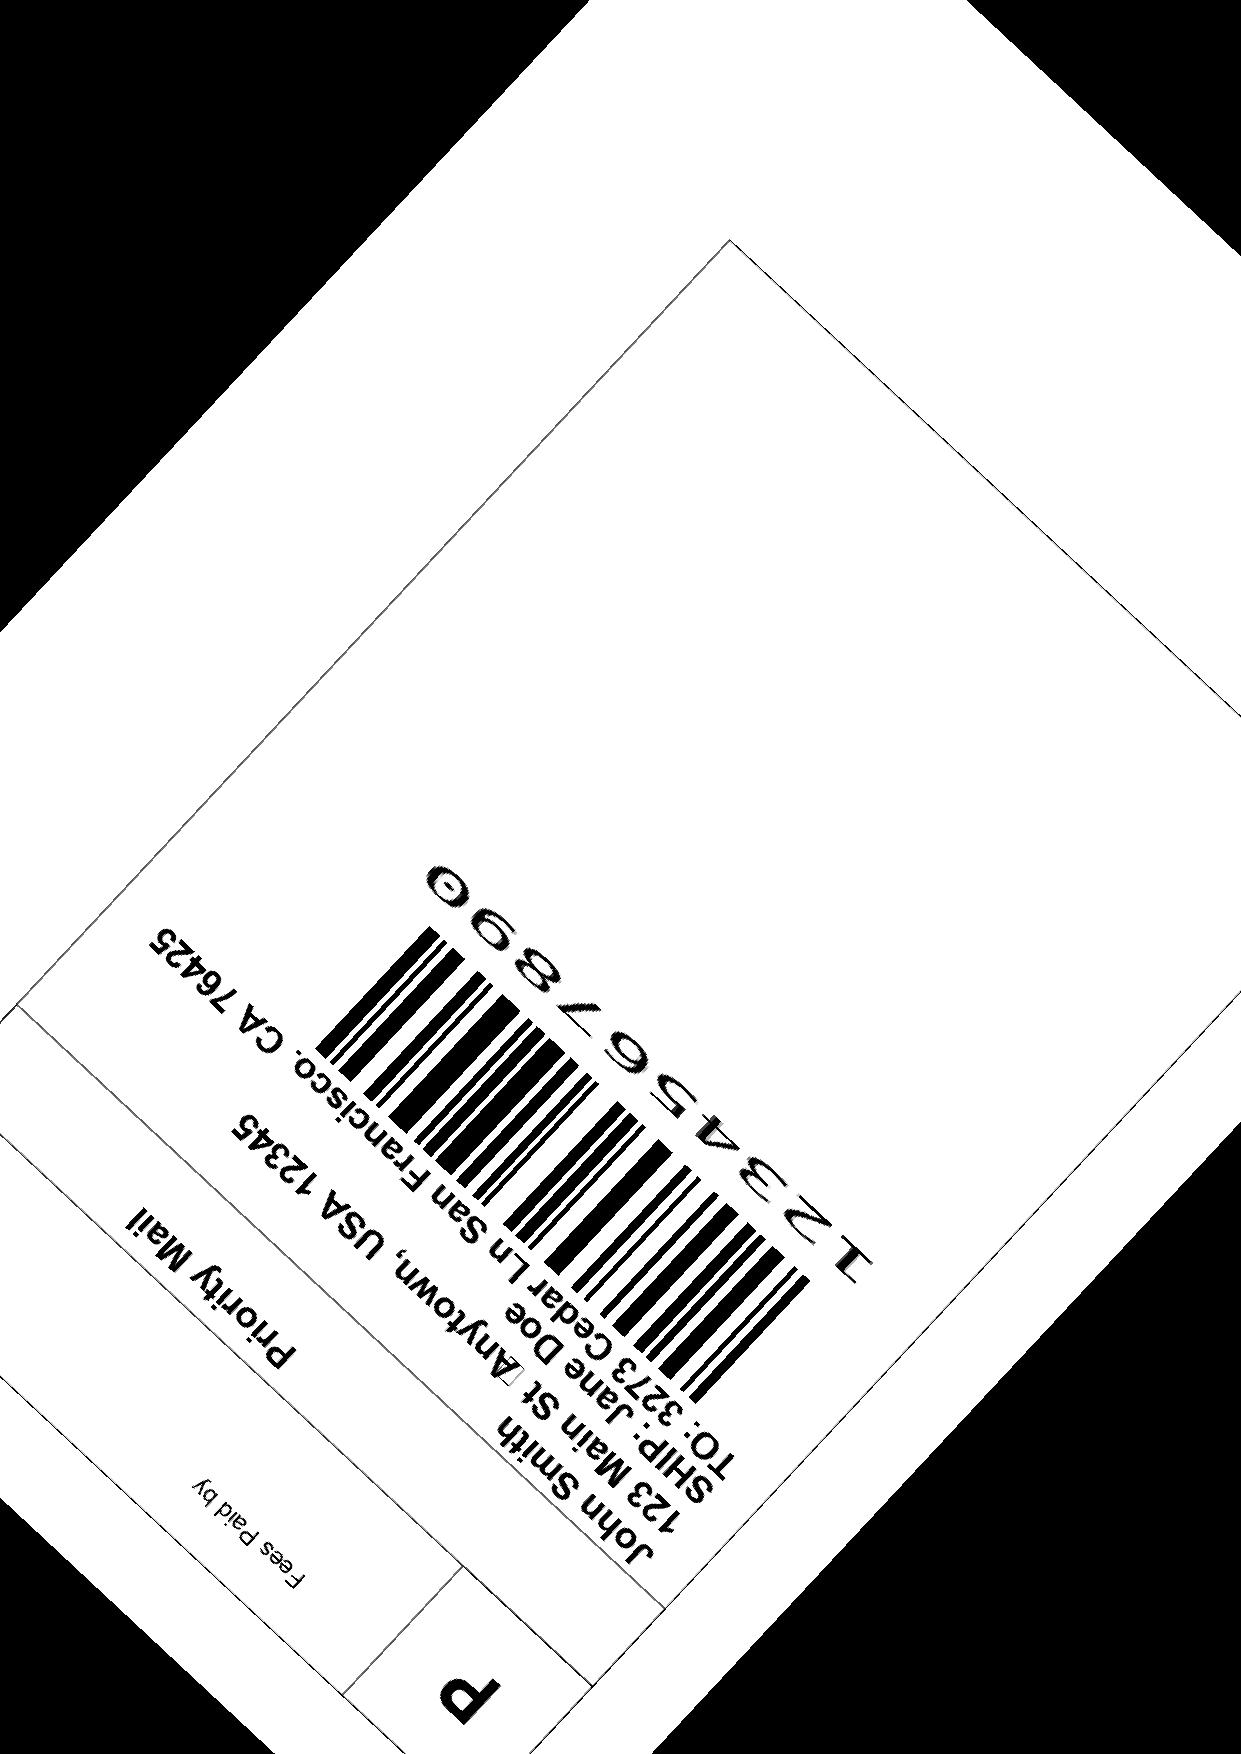 P
Fees Paid by
Priority Mail
John Smith
123 Main St Anytown, USA 12345
SHIP: Jane Doe
TO: 3273 Cedar Ln San Francisco. CA 76425
1234567890